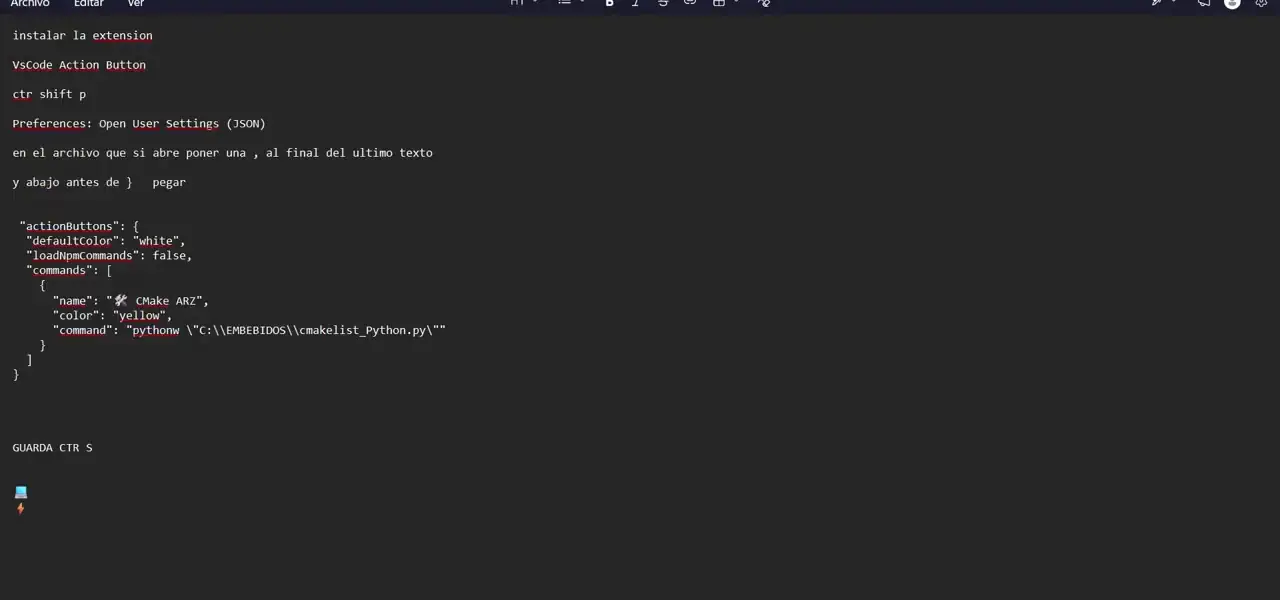 Archivo Editar Ver
H1 B I S
instalar la extension
VsCode Action Button
ctr shift p
Preferences: Open User Settings (JSON)
en el archivo que si abre poner una , al final del ultimo texto
y abajo antes de } pegar
"actionButtons": {
"defaultColor": "white",
"loadNpmCommands": false,
"commands": [
{
"name": "🛠 CMake ARZ",
"color": "yellow",
"command": "pythonw \"C:\\EMBEBIDOS\\cmakelist_Python.py\""
}
]
}
GUARDA CTR S
💻
⚡